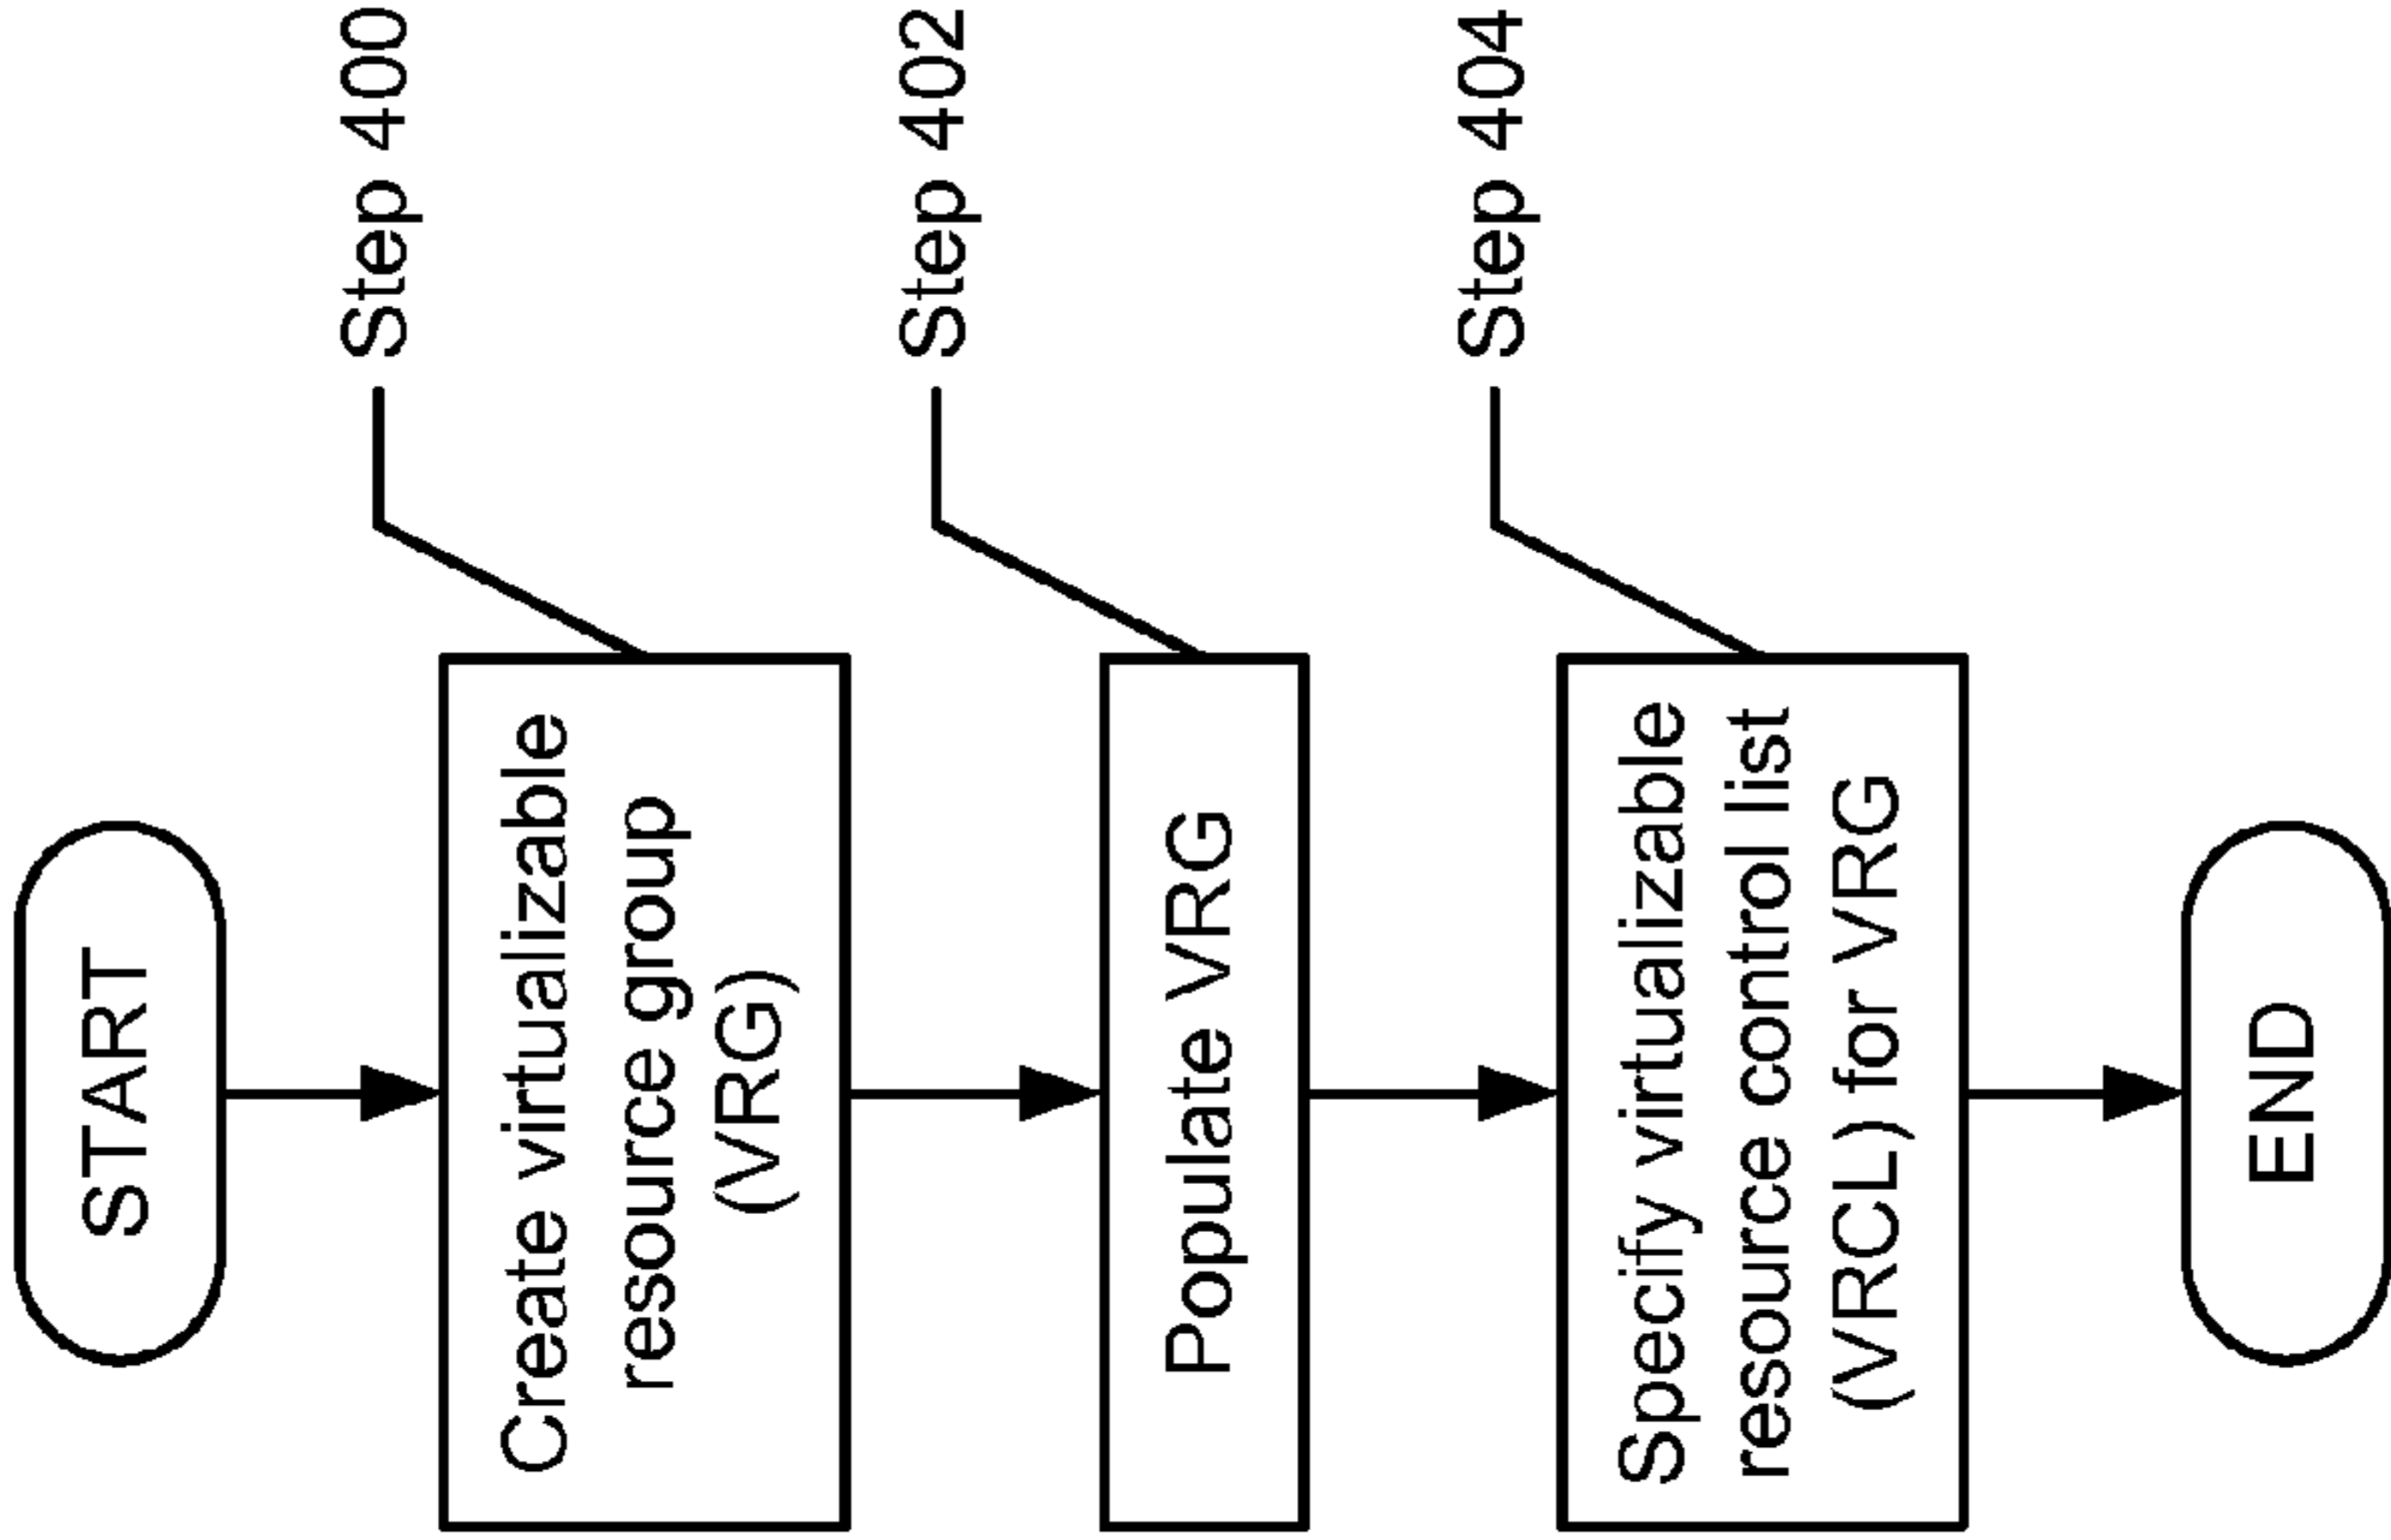 START
Step 400
Create virtualizable
resource group
(VRG)
Step 402
Populate VRG
Step 404
Specify virtualizable
resource control list
(VRCL) for VRG
END